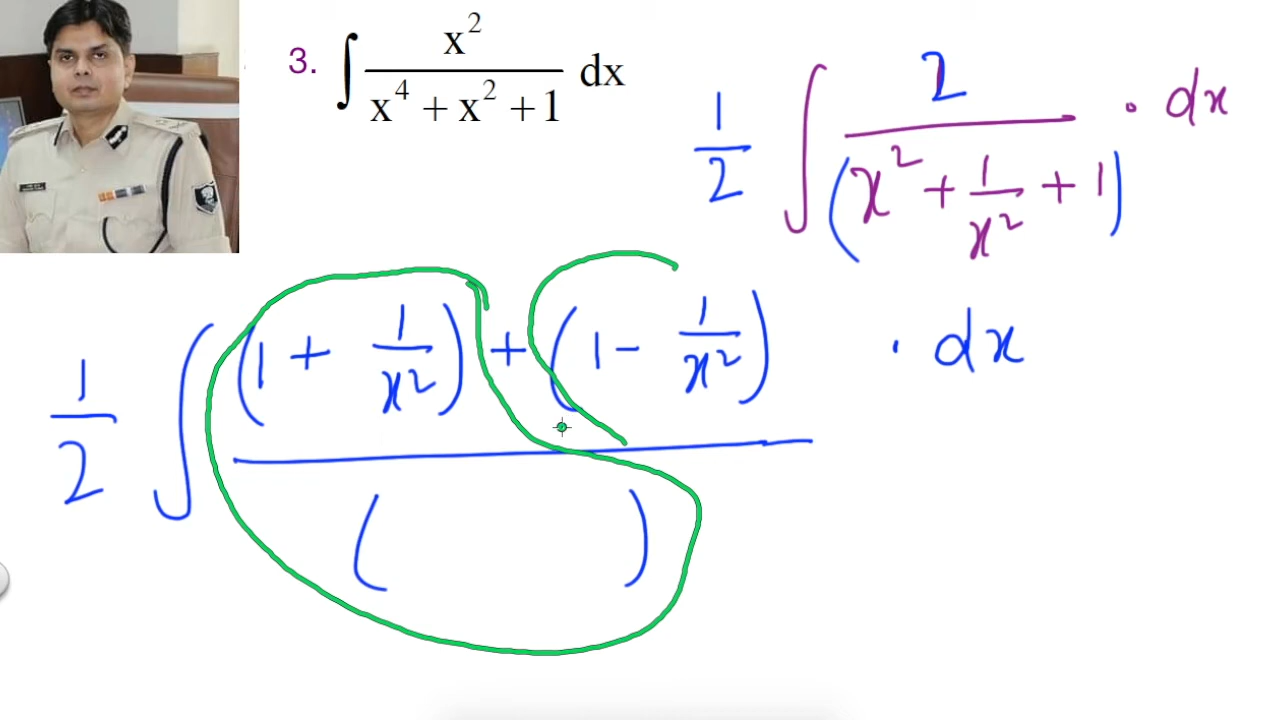 3. ∫ x² / (x⁴ + x² + 1) dx
1/2 ∫ 2 / (x² + 1/x² + 1) · dx
1/2 ∫ ((1 + 1/x²) + (1 - 1/x²)) / ( ) · dx